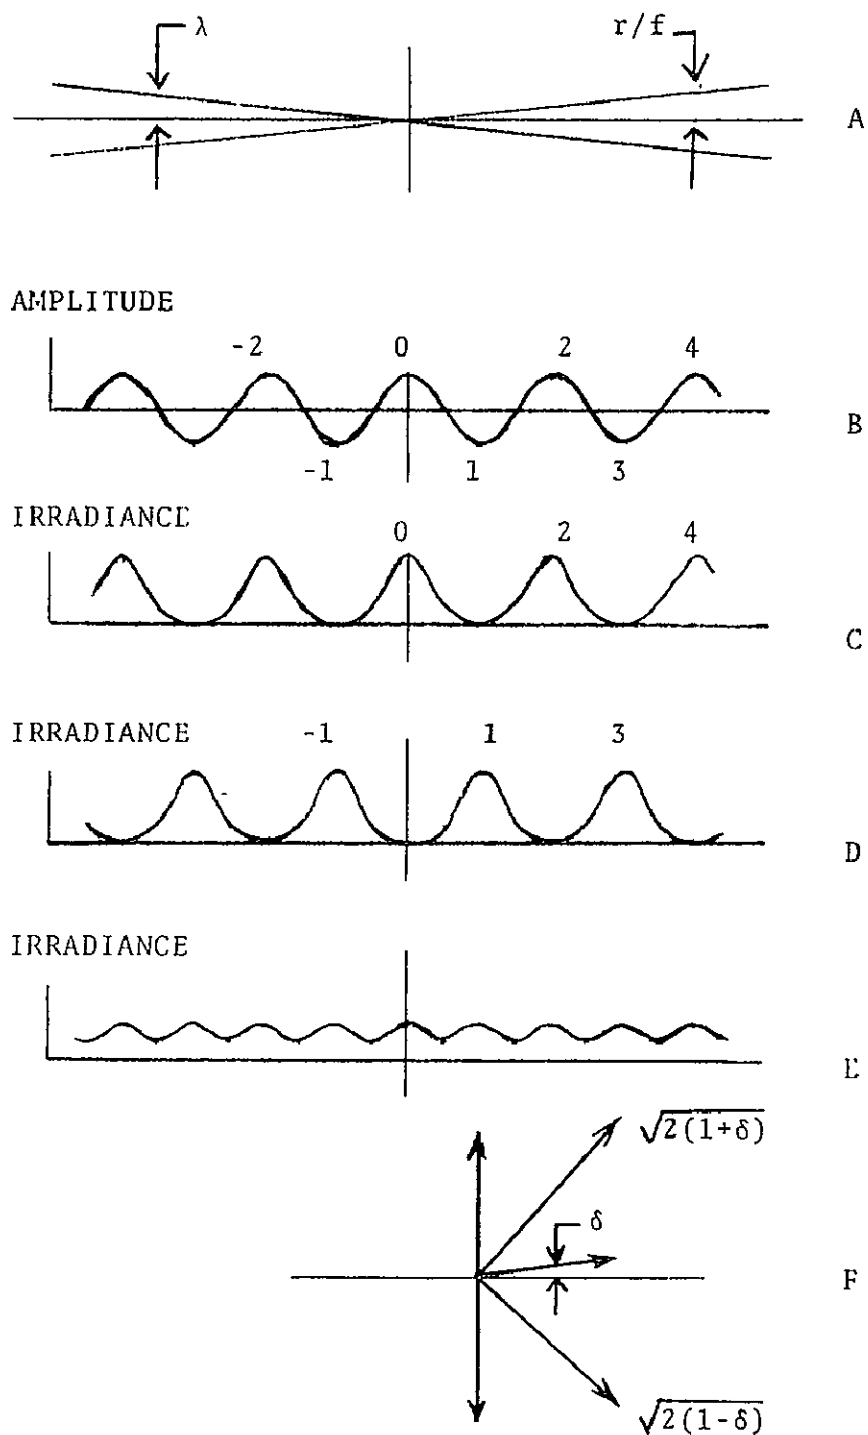 λ r/f
A
AMPLITUDE
-2 0 2 4
B
-1 1 3
IRRADIANCE
0 2 4
C
IRRADIANCE -1 1 3
D
IRRADIANCE
E
√2(1+δ)
δ
F
√2(1-δ)